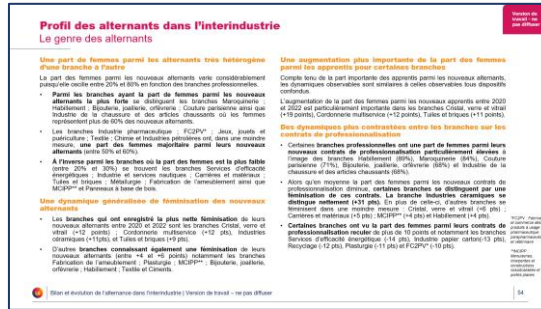 Profil des alternants dans l'interindustrie
Le genre des alternants
Version de
travail - ne
pas diffuser
Une part de femmes parmi les alternants très hétérogène
d'une branche à l'autre
La part des femmes parmi les nouveaux alternants varie considérablement
puisqu'elle oscille entre 20% et 80% en fonction des branches professionnelles.
• Parmi les branches ayant la part de femmes parmi les nouveaux
alternants la plus forte se distinguent les branches Maroquinerie ;
Habillement ; Bijouterie, joaillerie, orfèvrerie ; Couture parisienne ainsi que
Industrie de la chaussure et des articles chaussants où les femmes
représentent plus de 60% des nouveaux alternants.
• Les branches Industrie pharmaceutique ; FC2PV* ; Jeux, jouets et
puériculture ; Textile ; Chimie et Industries pétrolières ont, dans une moindre
mesure, une part des femmes majoritaire parmi leurs nouveaux
alternants (entre 50% et 60%).
• À l'inverse parmi les branches où la part des femmes est la plus faible
(entre 20% et 30%) se trouvent les branches Services d'efficacité
énergétiques ; Industrie et services nautiques ; Carrières et matériaux ;
Tuiles et briques ; Métallurgie ; Fabrication de l'ameublement ainsi que
MCIPP** et Panneaux à base de bois.
Une dynamique généralisée de féminisation des nouveaux
alternants
• Les branches qui ont enregistré la plus nette féminisation de leurs
nouveaux alternants entre 2020 et 2022 sont les branches Cristal, verre et
vitrail (+12 points) ; Cordonnerie multiservice (+12 pts), Industries
céramiques (+11pts), et Tuiles et briques (+9 pts).
• D'autres branches connaissent également une féminisation de leurs
nouveaux alternants (entre +4 et +6 points) notamment les branches
Fabrication de l'ameublement ; Plasturgie ; MCIPP** ; Bijouterie, joaillerie,
orfèvrerie ; Habillement ; Textile et Ciments.
Une augmentation plus importante de la part des femmes
parmi les apprentis pour certaines branches
Compte tenu de la part importante des apprentis parmi les nouveaux alternants,
les dynamiques observables sont similaires à celles observables tous dispositifs
confondus.
L'augmentation de la part des femmes parmi les nouveaux apprentis entre 2020
et 2022 est particulièrement importante dans les branches Cristal, verre et vitrail
(+19 points), Cordonnerie multiservice (+12 points), Tuiles et briques (+11 points).
Des dynamiques plus contrastées entre les branches sur les
contrats de professionnalisation
• Certaines branches professionnelles ont une part de femmes parmi leurs
nouveaux contrats de professionnalisation particulièrement élevées à
l'image des branches Habillement (89%), Maroquinerie (84%), Couture
parisienne (71%), Bijouterie, joaillerie, orfèvrerie (68%) et Industrie de la
chaussure et des articles chaussants (68%).
• Alors qu'en moyenne la part des femmes parmi les nouveaux contrats de
professionnalisation diminue, certaines branches se distinguent par une
féminisation de ces contrats. La branche Industries céramiques se
distingue nettement (+31 pts). En plus de celle-ci, d'autres branches se
féminisent dans une moindre mesure : Cristal, verre et vitrail (+6 pts) ;
Carrières et matériaux (+5 pts) ; MCIPP** (+4 pts) et Habillement (+4 pts).
• Certaines branches ont vu la part des femmes parmi leurs contrats de
professionnalisation reculer de plus de 10 points et notamment les branches
Services d'efficacité énergétique (-14 pts), Industrie papier carton(-13 pts),
Recyclage (-12 pts), Plasturgie (-11 pts) et FC2PV* (-10 pts).
Bilan et évolution de l'alternance dans l'interindustrie | Version de travail – ne pas diffuser
54